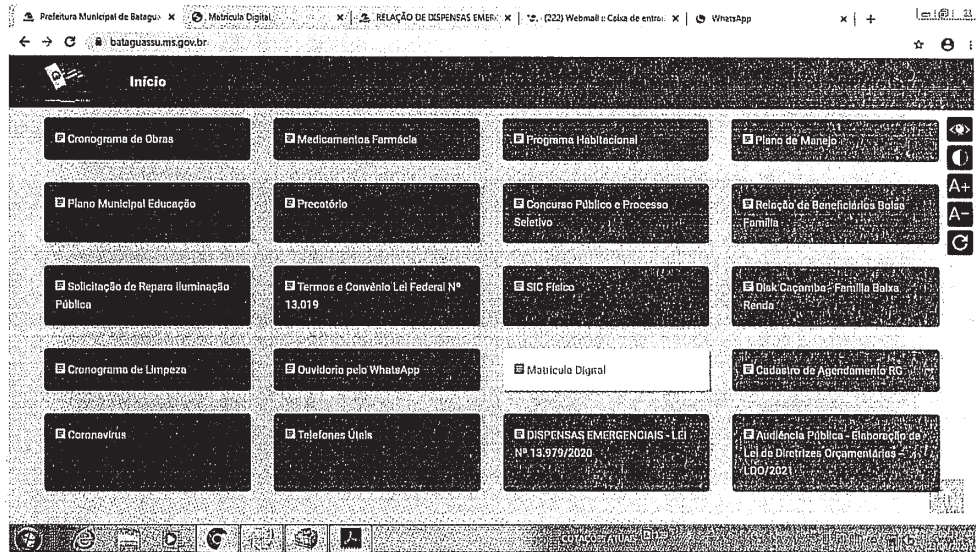 Prefeitura Municipal de Bataguas
Matricula Digital
RELAÇÃO DE DISPENSAS EMER
(222) Webmail :: Caixa de entra
WhatsApp
bataguassu.ms.gov.br
Início
Cronograma de Obras
Medicamentos Farmácia
Programa Habitacional
Plano de Manejo
Plano Municipal Educação
Precatório
Concurso Público e Processo
Seletivo
Relação de Beneficiários Bolsa
Família
Solicitação de Reparo Iluminação
Pública
Termos e Convênio Lei Federal Nº
13.019
SIC Físico
Disk Caçamba - Família Baixa
Renda
Cronograma de Limpeza
Ouvidoria pelo WhatsApp
Matricula Digital
Cadastro de Agendamento RG
Coronavírus
Telefones Úteis
DISPENSAS EMERGENCIAIS - LEI
Nº 13.979/2020
Audiência Pública - Elaboração da
Lei de Diretrizes Orçamentárias -
LDO/2021
A+
A-